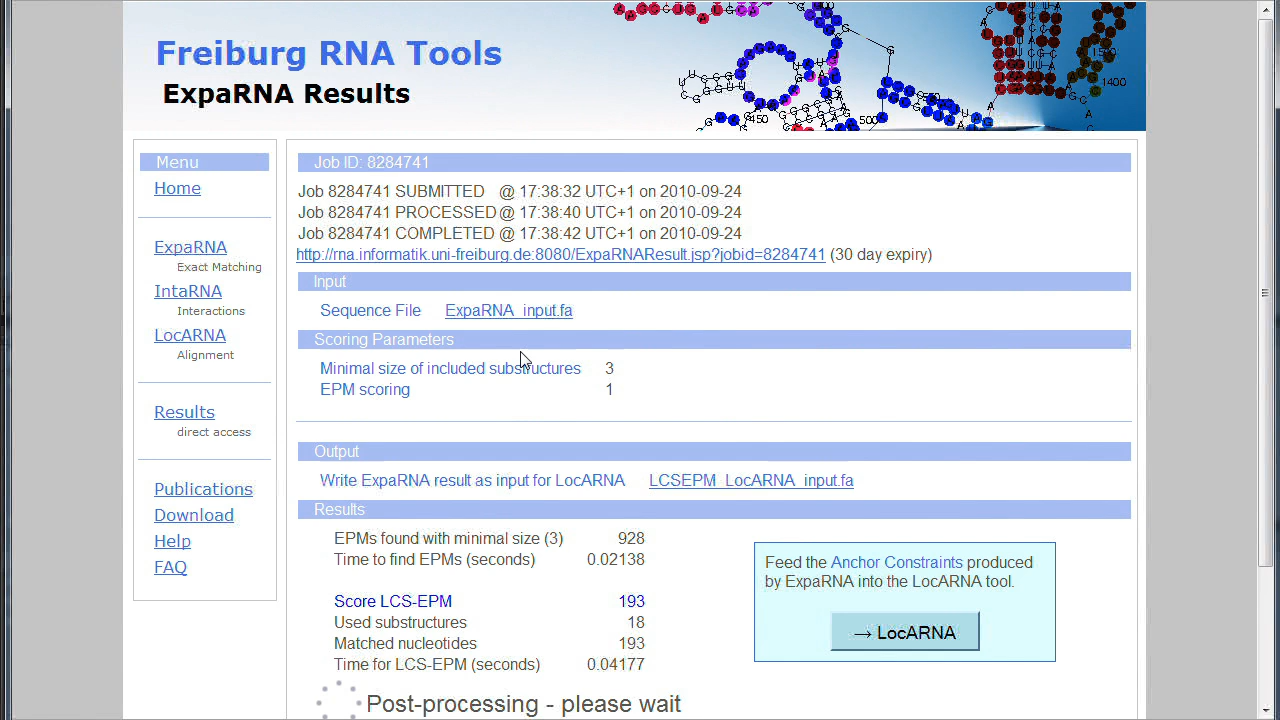 Freiburg RNA Tools
ExpaRNA Results
450
500
1400
Menu
Home
ExpaRNA
Exact Matching
IntaRNA
Interactions
LocARNA
Alignment
Results
direct access
Publications
Download
Help
FAQ
Job ID: 8284741
Job 8284741 SUBMITTED @ 17:38:32 UTC+1 on 2010-09-24
Job 8284741 PROCESSED @ 17:38:40 UTC+1 on 2010-09-24
Job 8284741 COMPLETED @ 17:38:42 UTC+1 on 2010-09-24
http://rna.informatik.uni-freiburg.de:8080/ExpaRNAResult.jsp?jobid=8284741 (30 day expiry)
Input
Sequence File ExpaRNA_input.fa
Scoring Parameters
Minimal size of included substructures 3
EPM scoring 1
Output
Write ExpaRNA result as input for LocARNA LCSEPM_LocARNA_input.fa
Results
EPMs found with minimal size (3) 928
Time to find EPMs (seconds) 0.02138
Score LCS-EPM 193
Used substructures 18
Matched nucleotides 193
Time for LCS-EPM (seconds) 0.04177
Feed the Anchor Constraints produced
by ExpaRNA into the LocARNA tool.
→ LocARNA
Post-processing - please wait